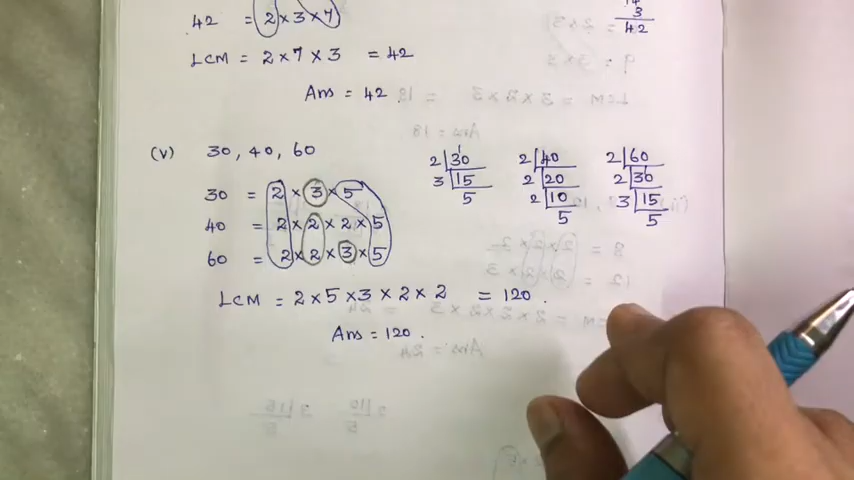 42 = 2 × 3 × 7
3
42
LCM = 2 × 7 × 3 = 42
Ans = 42
(V) 30, 40, 60
30 = 2 × 3 × 5
40 = 2 × 2 × 2 × 5
60 = 2 × 2 × 3 × 5
2 30
3 15
5
2 40
2 20
2 10
5
2 60
2 30
3 15
5
LCM = 2 × 5 × 3 × 2 × 2 = 120.
Ans = 120.